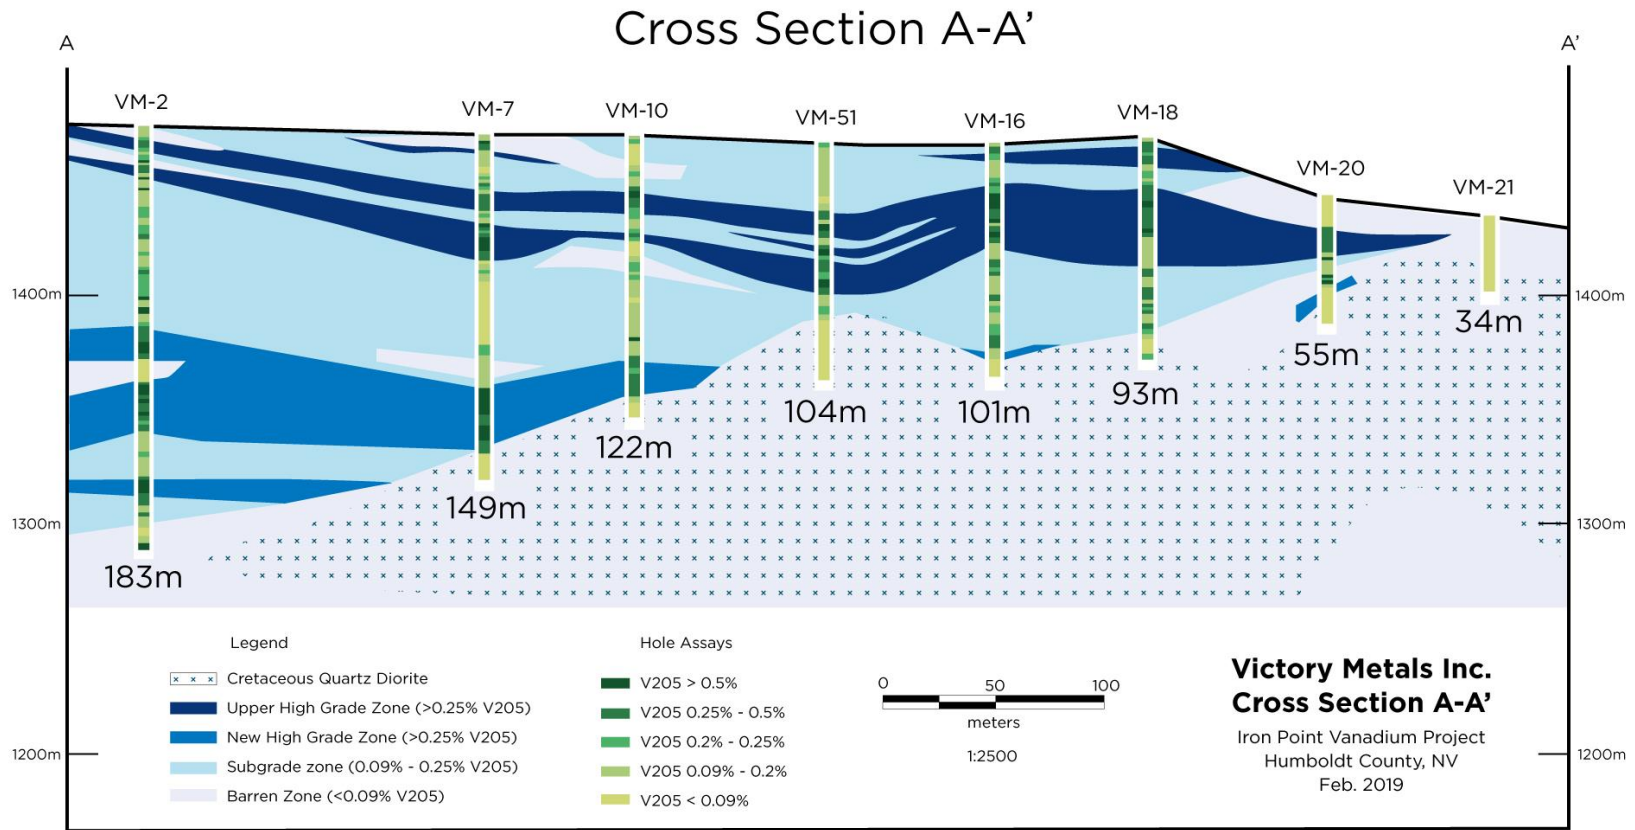 Cross Section A-A’
A
A’
VM-2
VM-7
VM-10
VM-51
VM-16
VM-18
VM-20
VM-21
1400m
1400m
34m
55m
93m
104m
101m
122m
149m
1300m
1300m
183m
Legend
Cretaceous Quartz Diorite
Upper High Grade Zone (>0.25% V205)
New High Grade Zone (>0.25% V205)
Subgrade zone (0.09% - 0.25% V205)
Barren Zone (<0.09% V205)
Hole Assays
V205 > 0.5%
V205 0.25% - 0.5%
V205 0.2% - 0.25%
V205 0.09% - 0.2%
V205 < 0.09%
0 50 100
meters
1:2500
Victory Metals Inc.
Cross Section A-A’
Iron Point Vanadium Project
Humboldt County, NV
Feb. 2019
1200m
1200m